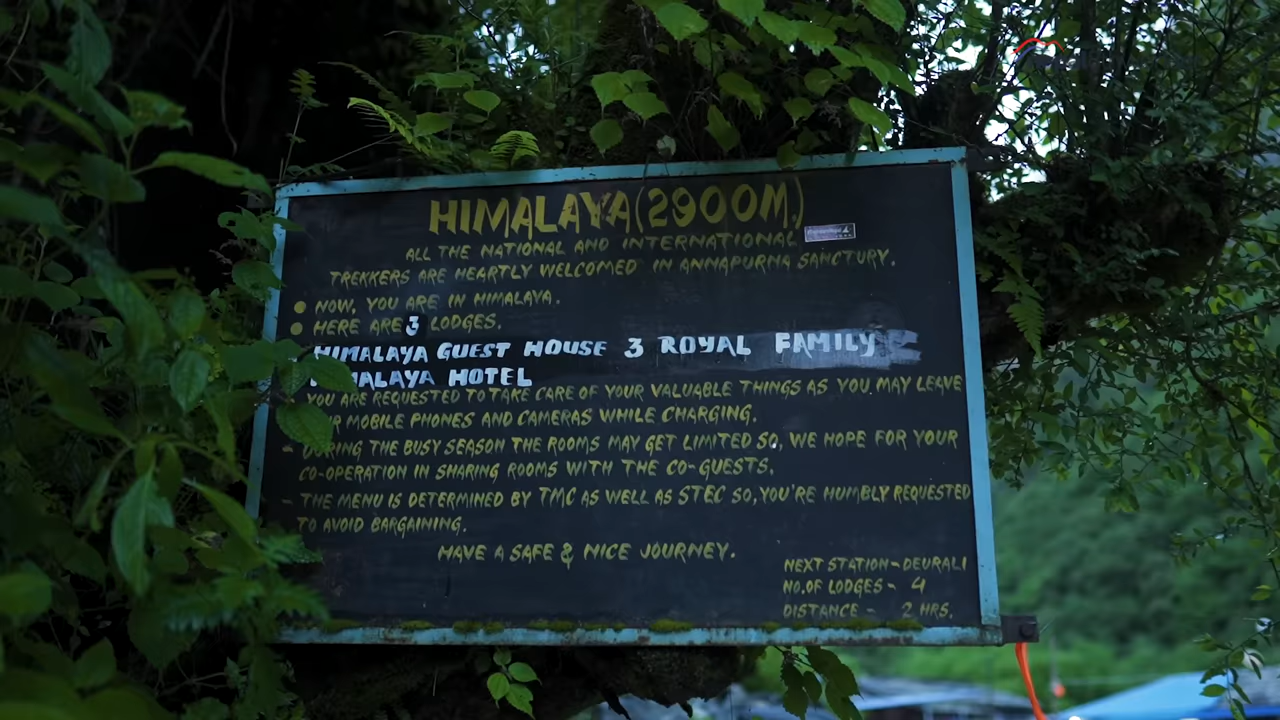 HIMALAYA (2900M.)
ALL THE NATIONAL AND INTERNATIONAL
TREKKERS ARE HEARTLY WELCOMED IN ANNAPURNA SANCTURY.
NOW, YOU ARE IN HIMALAYA.
HERE ARE 3 LODGES.
HIMALAYA GUEST HOUSE 3 ROYAL FAMILY
HIMALAYA HOTEL
YOU ARE REQUESTED TO TAKE CARE OF YOUR VALUABLE THINGS AS YOU MAY LEAVE
MOBILE PHONES AND CAMERAS WHILE CHARGING.
- DURING THE BUSY SEASON THE ROOMS MAY GET LIMITED SO, WE HOPE FOR YOUR
CO-OPERATION IN SHARING ROOMS WITH THE CO-GUESTS.
- THE MENU IS DETERMINED BY TMC AS WELL AS STEC SO, YOU'RE HUMBLY REQUESTED
TO AVOID BARGAINING.
HAVE A SAFE & NICE JOURNEY.
NEXT STATION - DEURALI
NO. OF LODGES - 4
DISTANCE - 2 HRS.